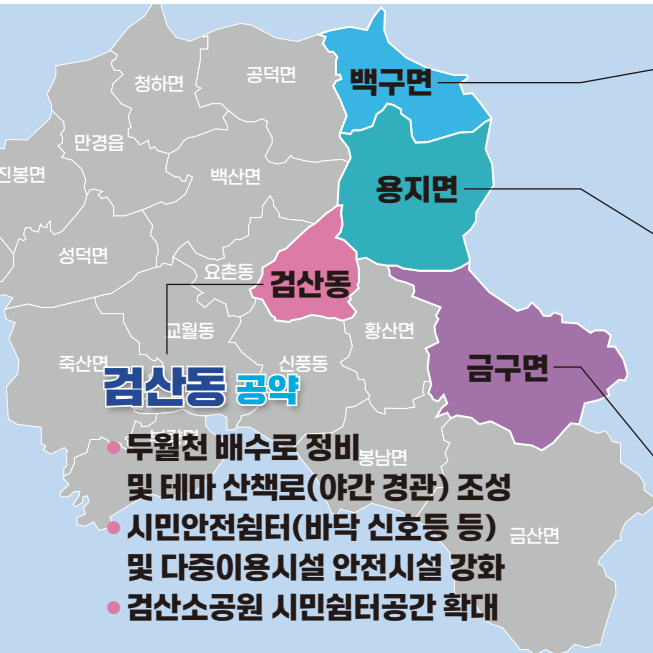 청하면
공덕면
백구면
만경읍
진봉면
백산면
용지면
성덕면
요촌동
검산동
교월동
신풍동
황산면
죽산면
금구면
검산동 공약
봉남면
금산면
• 두월천 배수로 정비
및 테마 산책로(야간 경관) 조성
• 시민안전쉼터(바닥 신호등 등)
및 다중이용시설 안전시설 강화
• 검산소공원 시민쉼터공간 확대